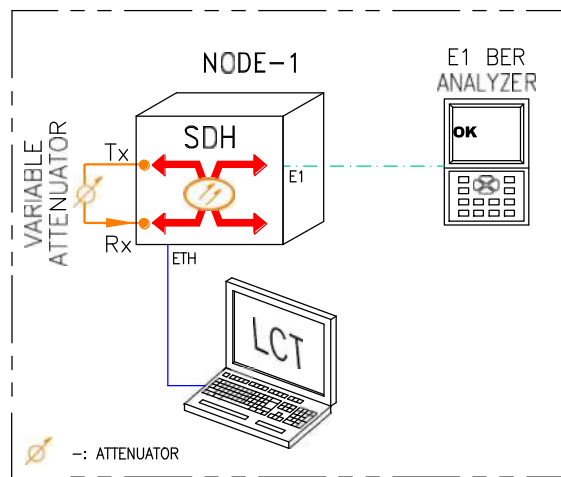 NODE-1
E1 BER
ANALYZER
OK
SDH
Tx
VARIABLE
ATTENUATOR
E1
Rx
ETH
LCT
-: ATTENUATOR